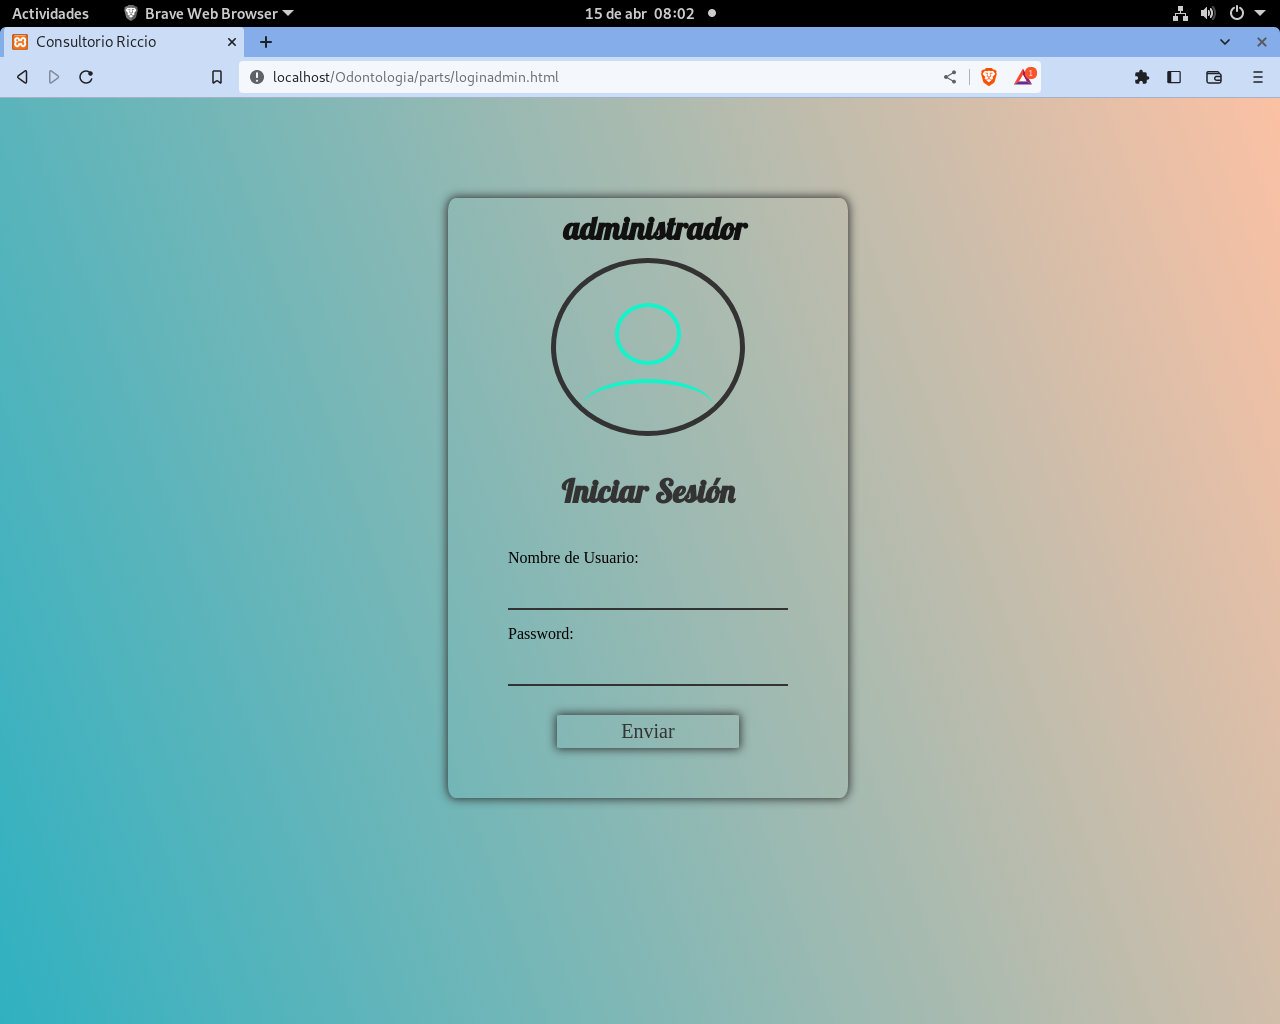 Actividades Brave Web Browser 15 de abr 08:02
Consultorio Riccio
localhost/Odontologia/parts/loginadmin.html 1
administrador
Iniciar Sesión
Nombre de Usuario:
Password:
Enviar